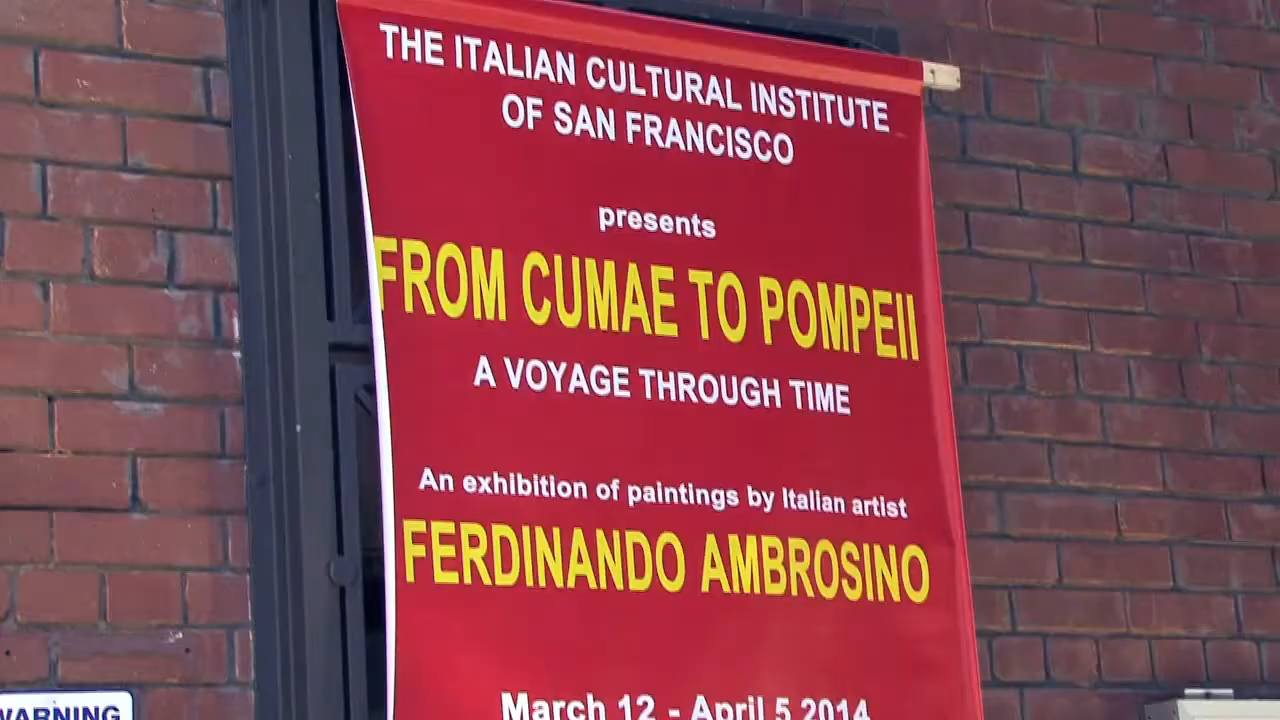 THE ITALIAN CULTURAL INSTITUTE
OF SAN FRANCISCO
presents
FROM CUMAE TO POMPEII
A VOYAGE THROUGH TIME
An exhibition of paintings by Italian artist
FERDINANDO AMBROSINO
March 12 - April 5 2014
WARNING